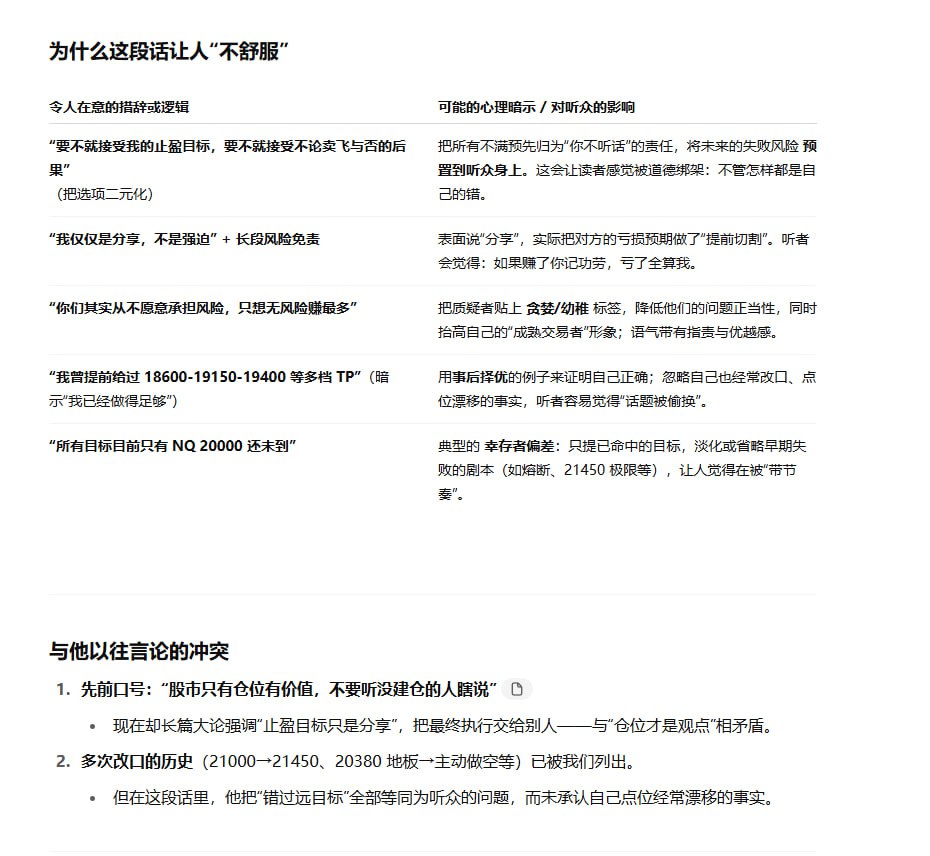 为什么这段话让人“不舒服”
令人在意的措辞或逻辑
可能的心理暗示 / 对听众的影响
“要不就接受我的止盈目标，要不就接受不论卖飞与否的后
果”
（把选项二元化）
把所有不满预先归为“你不听话”的责任，将未来的失败风险 预
置到听众身上。这会让读者感觉被道德绑架：不管怎样都是自
己的错。
“我仅仅是分享，不是强迫” + 长段风险免责
表面说“分享”，实际把对方的亏损预期做了“提前切割”。听者
会觉得：如果赚了你记功劳，亏了全算我。
“你们其实从不愿意承担风险，只想无风险赚最多”
把质疑者贴上 贪婪/幼稚 标签，降低他们的问题正当性，同时
抬高自己的“成熟交易者”形象；语气带有指责与优越感。
“我曾提前给过 18600-19150-19400 等多档 TP”（暗
示“我已经做得足够”）
用事后择优的例子来证明自己正确；忽略自己也经常改口、点
位漂移的事实，听者容易觉得“话题被偷换”。
“所有目标目前只有 NQ 20000 还未到”
典型的 幸存者偏差：只提已命中的目标，淡化或省略早期失
败的剧本（如熔断、21450 极限等），让人觉得在被“带节
奏”。
与他以往言论的冲突
1. 先前口号：“股市只有仓位有价值，不要听没建仓的人瞎说”
• 现在却长篇大论强调“止盈目标只是分享”，把最终执行交给别人——与“仓位才是观点”相矛盾。
2. 多次改口的历史（21000→21450、20380 地板→主动做空等）已被我们列出。
• 但在这段话里，他把“错过远目标”全部等同为听众的问题，而未承认自己点位经常漂移的事实。